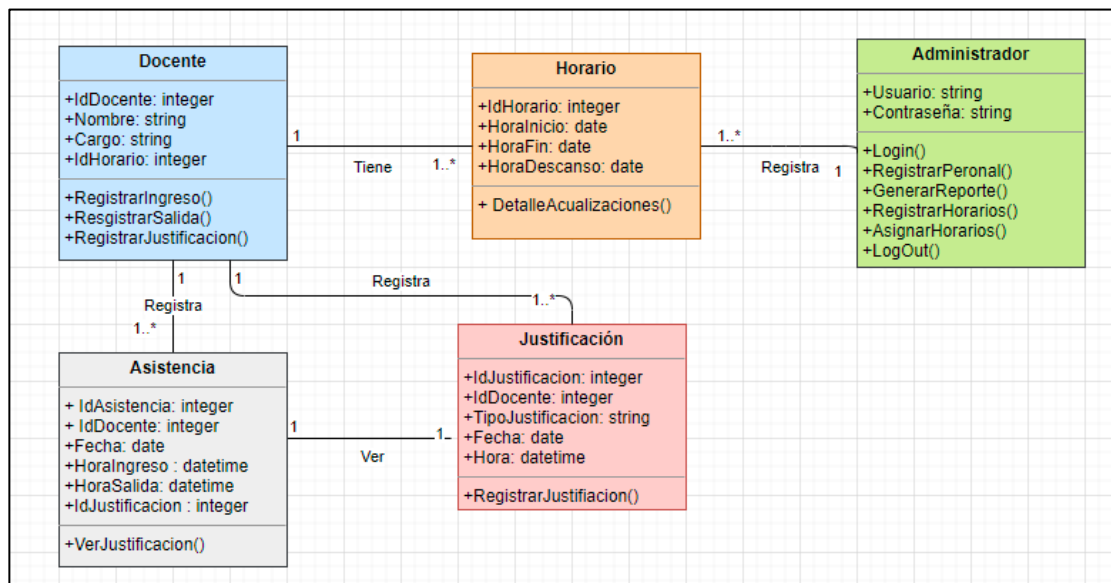 Docente
+IdDocente: integer
+Nombre: string
+Cargo: string
+IdHorario: integer
+RegistrarIngreso()
+ResgistrarSalida()
+RegistrarJustificacion()
1
Tiene
1..*
Horario
+IdHorario: integer
+HoraInicio: date
+HoraFin: date
+HoraDescanso: date
+ DetalleAcualizaciones()
1..*
Registra
1
Administrador
+Usuario: string
+Contraseña: string
+Login()
+RegistrarPeronal()
+GenerarReporte()
+RegistrarHorarios()
+AsignarHorarios()
+LogOut()
1
Registra
1..*
1
Registra
1..*
Asistencia
+ IdAsistencia: integer
+ IdDocente: integer
+Fecha: date
+HoraIngreso : datetime
+HoraSalida: datetime
+IdJustificacion : integer
+VerJustificacion()
1
Ver
1..
Justificación
+IdJustificacion: integer
+IdDocente: integer
+TipoJustificacion: string
+Fecha: date
+Hora: datetime
+RegistrarJustifiacion()